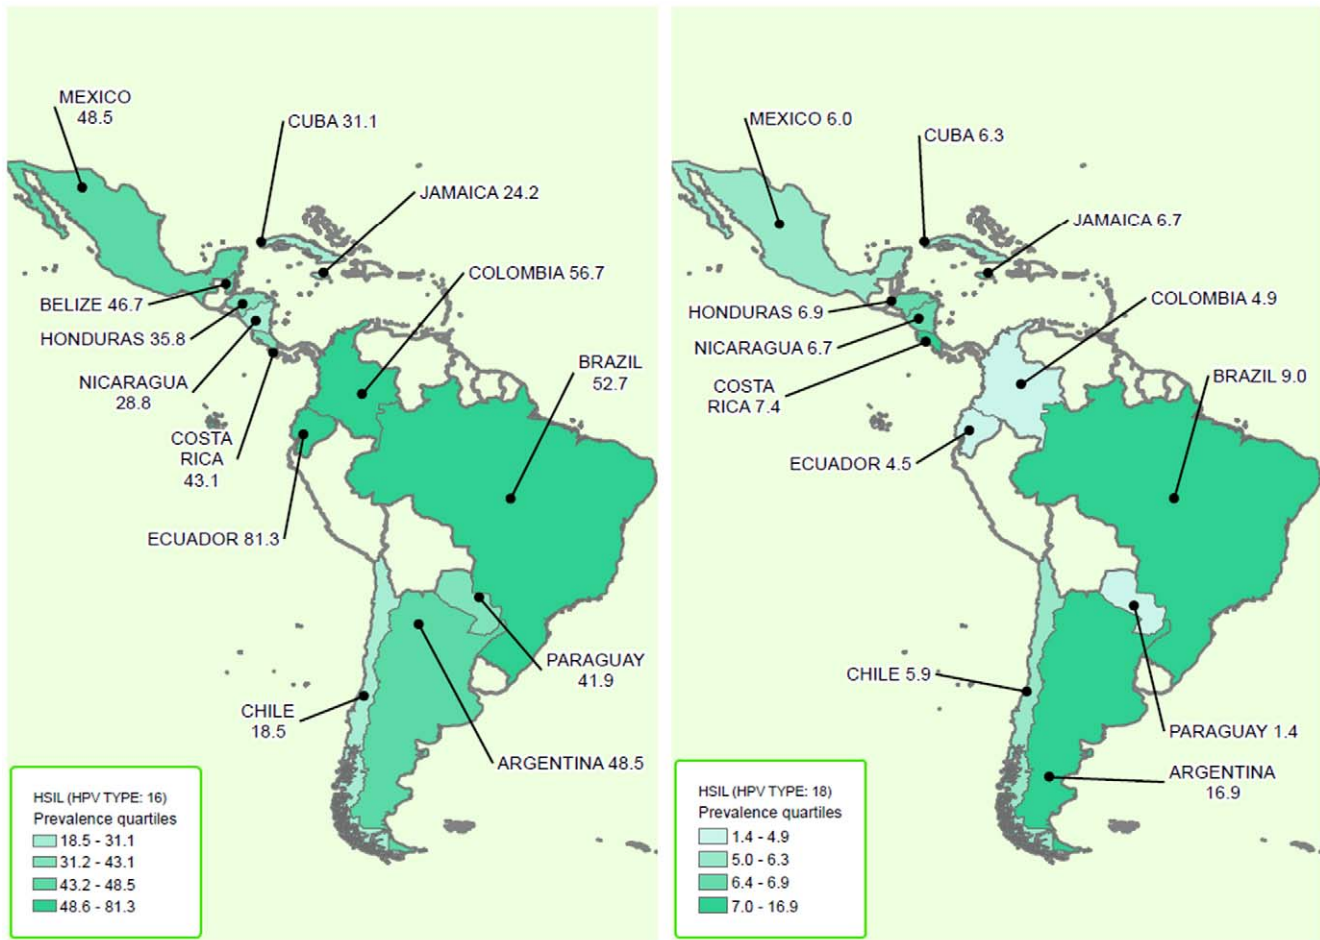 MEXICO
48.5
CUBA 31.1
JAMAICA 24.2
COLOMBIA 56.7
BELIZE 46.7
HONDURAS 35.8
NICARAGUA
28.8
BRAZIL
52.7
COSTA
RICA
43.1
ECUADOR 81.3
PARAGUAY
41.9
CHILE
18.5
ARGENTINA 48.5
HSIL (HPV TYPE: 16)
Prevalence quartiles
18.5 - 31.1
31.2 - 43.1
43.2 - 48.5
48.6 - 81.3
MEXICO 6.0
CUBA 6.3
JAMAICA 6.7
COLOMBIA 4.9
HONDURAS 6.9
NICARAGUA 6.7
COSTA
RICA 7.4
BRAZIL 9.0
ECUADOR 4.5
CHILE 5.9
PARAGUAY 1.4
ARGENTINA
16.9
HSIL (HPV TYPE: 18)
Prevalence quartiles
1.4 - 4.9
5.0 - 6.3
6.4 - 6.9
7.0 - 16.9